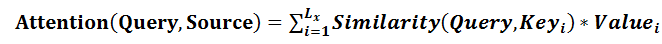 Attention(Query, Source) = ∑_{i=1}^{L_x} Similarity(Query, Key_i) * Value_i